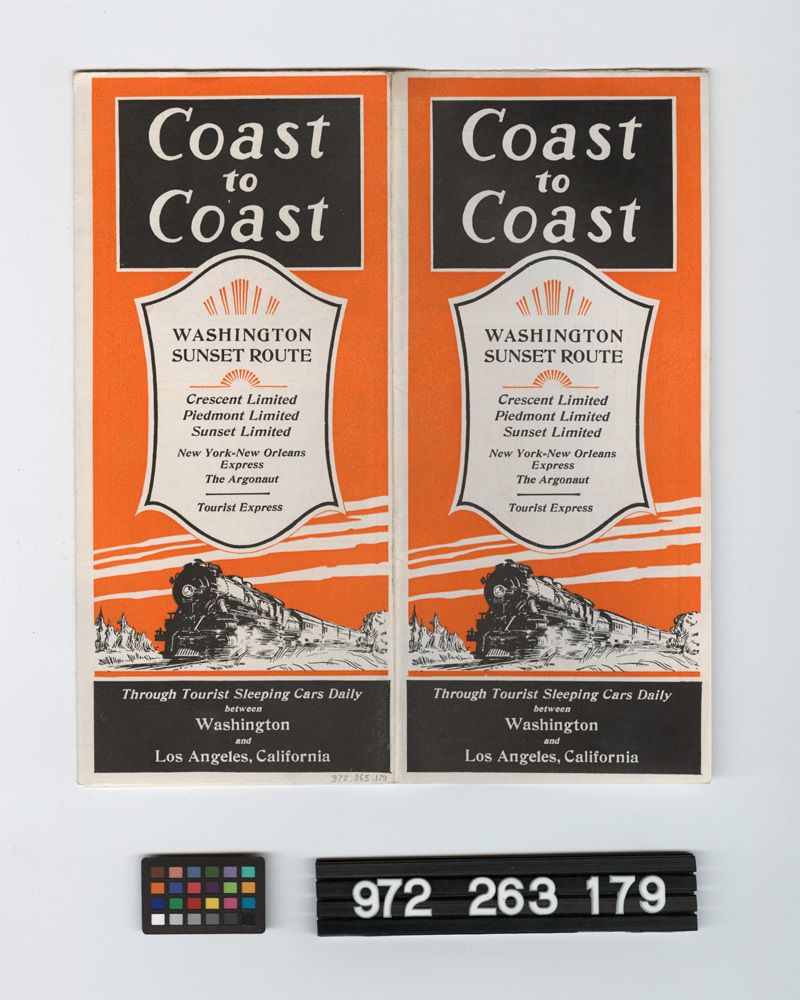 Coast
to
Coast
WASHINGTON
SUNSET ROUTE
Crescent Limited
Piedmont Limited
Sunset Limited
New York-New Orleans
Express
The Argonaut
Tourist Express
Through Tourist Sleeping Cars Daily
between
Washington
and
Los Angeles, California
972.263.179
Coast
to
Coast
WASHINGTON
SUNSET ROUTE
Crescent Limited
Piedmont Limited
Sunset Limited
New York-New Orleans
Express
The Argonaut
Tourist Express
Through Tourist Sleeping Cars Daily
between
Washington
and
Los Angeles, California
972 263 179